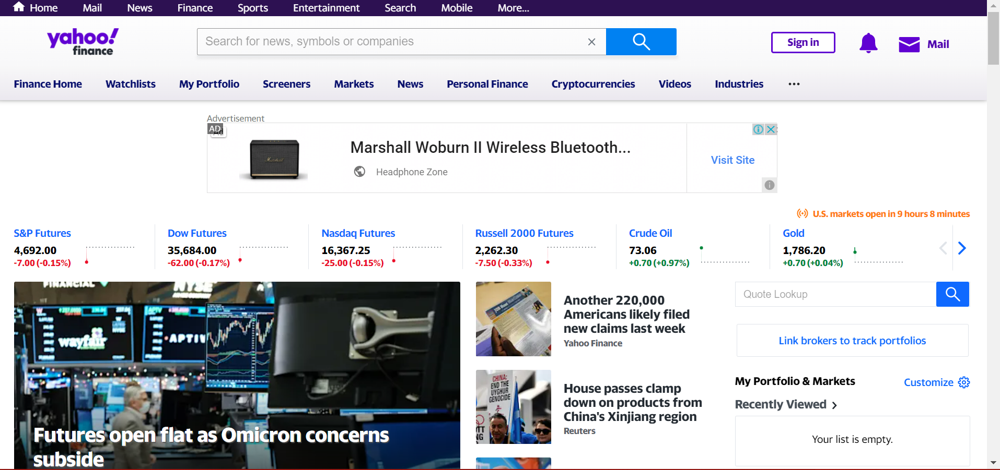 Home Mail News Finance Sports Entertainment Search Mobile More...
yahoo!
finance
Search for news, symbols or companies
Sign in
Mail
Finance Home Watchlists My Portfolio Screeners Markets News Personal Finance Cryptocurrencies Videos Industries
Advertisement
AD
Marshall
Marshall Woburn II Wireless Bluetooth...
Headphone Zone
Visit Site
U.S. markets open in 9 hours 8 minutes
S&P Futures
4,692.00
-7.00 (-0.15%)
Dow Futures
35,684.00
-62.00 (-0.17%)
Nasdaq Futures
16,367.25
-25.00 (-0.15%)
Russell 2000 Futures
2,262.30
-7.50 (-0.33%)
Crude Oil
73.06
+0.70 (+0.97%)
Gold
1,786.20
+0.70 (+0.04%)
FINANCIAL
NYSE
wayfair
APTIV
Futures open flat as Omicron concerns
subside
Another 220,000
Americans likely filed
new claims last week
Yahoo Finance
CHINA:
END THE
UYGHUR
GENOCIDE
House passes clamp
down on products from
China's Xinjiang region
Reuters
Quote Lookup
Link brokers to track portfolios
My Portfolio & Markets
Customize
Recently Viewed
Your list is empty.